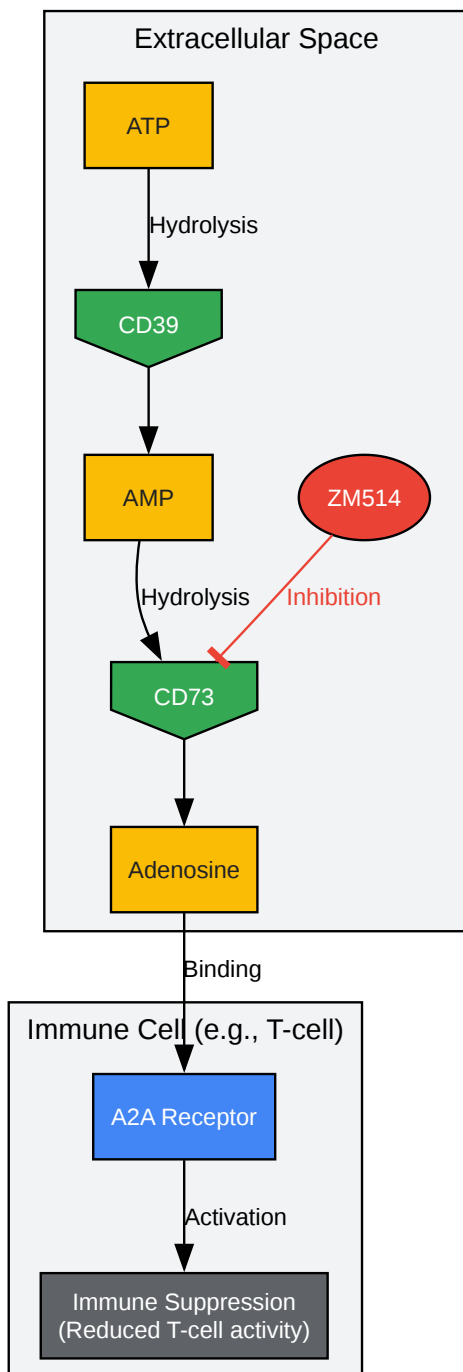 Extracellular Space
ATP
Hydrolysis
CD39
AMP
ZM514
Hydrolysis
Inhibition
CD73
Adenosine
Binding
Immune Cell (e.g., T-cell)
A2A Receptor
Activation
Immune Suppression
(Reduced T-cell activity)